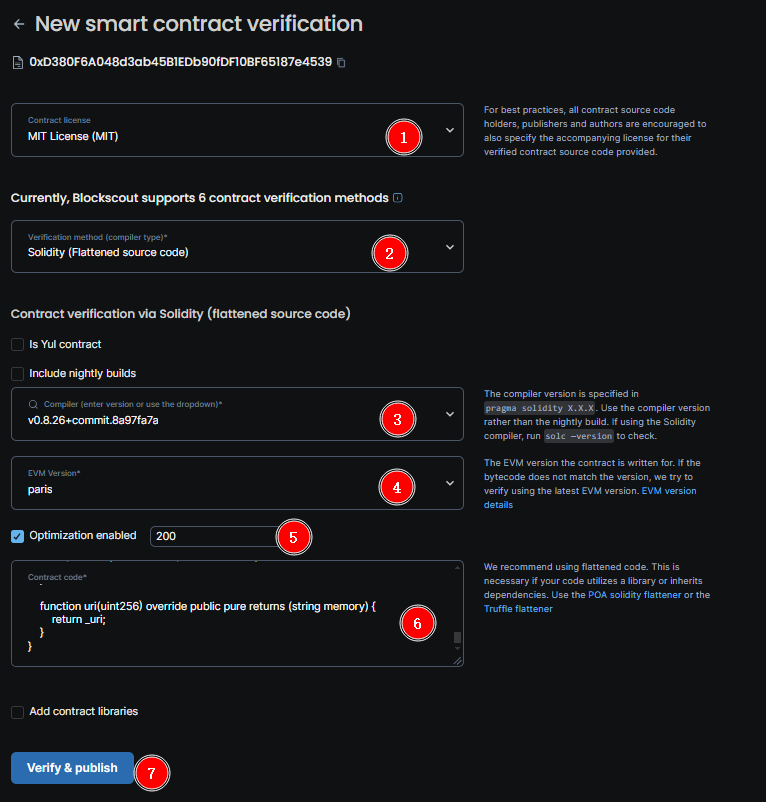 ← New smart contract verification
0xD380F6A048d3ab45B1EDb90fDF10BF65187e4539
Contract license
MIT License (MIT)
1
For best practices, all contract source code
holders, publishers and authors are encouraged to
also specify the accompanying license for their
verified contract source code provided.
Currently, Blockscout supports 6 contract verification methods
Verification method (compiler type)*
Solidity (Flattened source code)
2
Contract verification via Solidity (flattened source code)
Is Yul contract
Include nightly builds
Compiler (enter version or use the dropdown)*
v0.8.26+commit.8a97fa7a
3
The compiler version is specified in
pragma solidity X.X.X. Use the compiler version
rather than the nightly build. If using the Solidity
compiler, run solc —version to check.
EVM Version*
paris
4
The EVM version the contract is written for. If the
bytecode does not match the version, we try to
verify using the latest EVM version. EVM version
details
Optimization enabled
200
5
Contract code*
function uri(uint256) override public pure returns (string memory) {
return _uri;
}
}
6
We recommend using flattened code. This is
necessary if your code utilizes a library or inherits
dependencies. Use the POA solidity flattener or the
Truffle flattener
Add contract libraries
Verify & publish
7